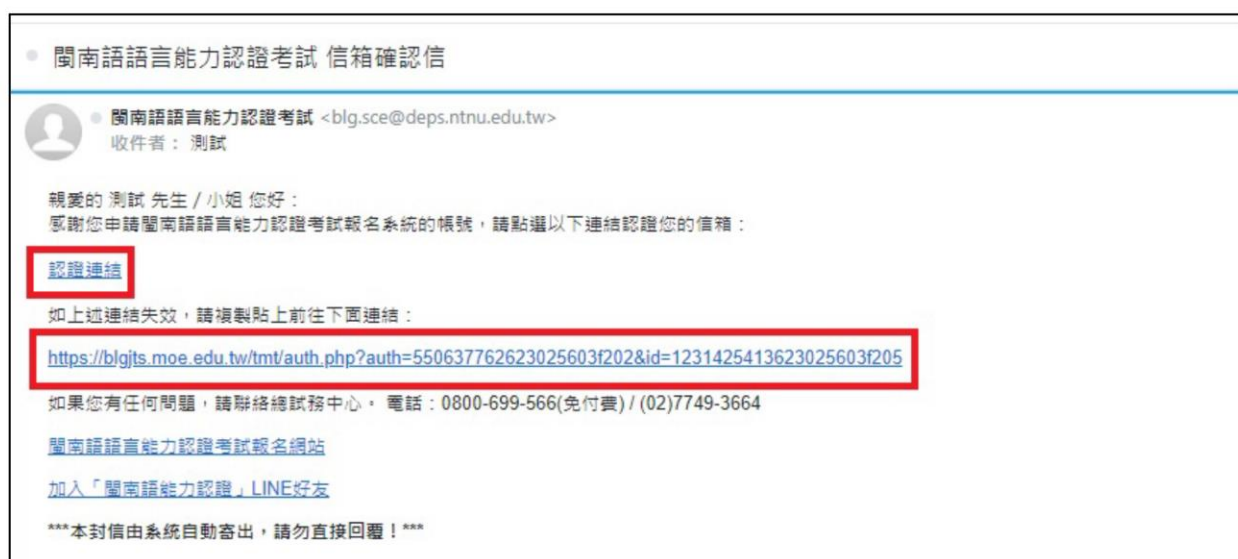 閩南語語言能力認證考試 信箱確認信
閩南語語言能力認證考試 <blg.sce@deps.ntnu.edu.tw>
收件者： 測試
親愛的 測試 先生 / 小姐 您好：
感謝您申請閩南語語言能力認證考試報名系統的帳號，請點選以下連結認證您的信箱：
認證連結
如上述連結失效，請複製貼上前往下面連結：
https://blgjts.moe.edu.tw/tmt/auth.php?auth=550637762623025603f202&id=1231425413623025603f205
如果您有任何問題，請聯絡總試務中心。 電話：0800-699-566(免付費) / (02)7749-3664
閩南語語言能力認證考試報名網站
加入「閩南語能力認證」LINE好友
***本封信由系統自動寄出，請勿直接回覆！***